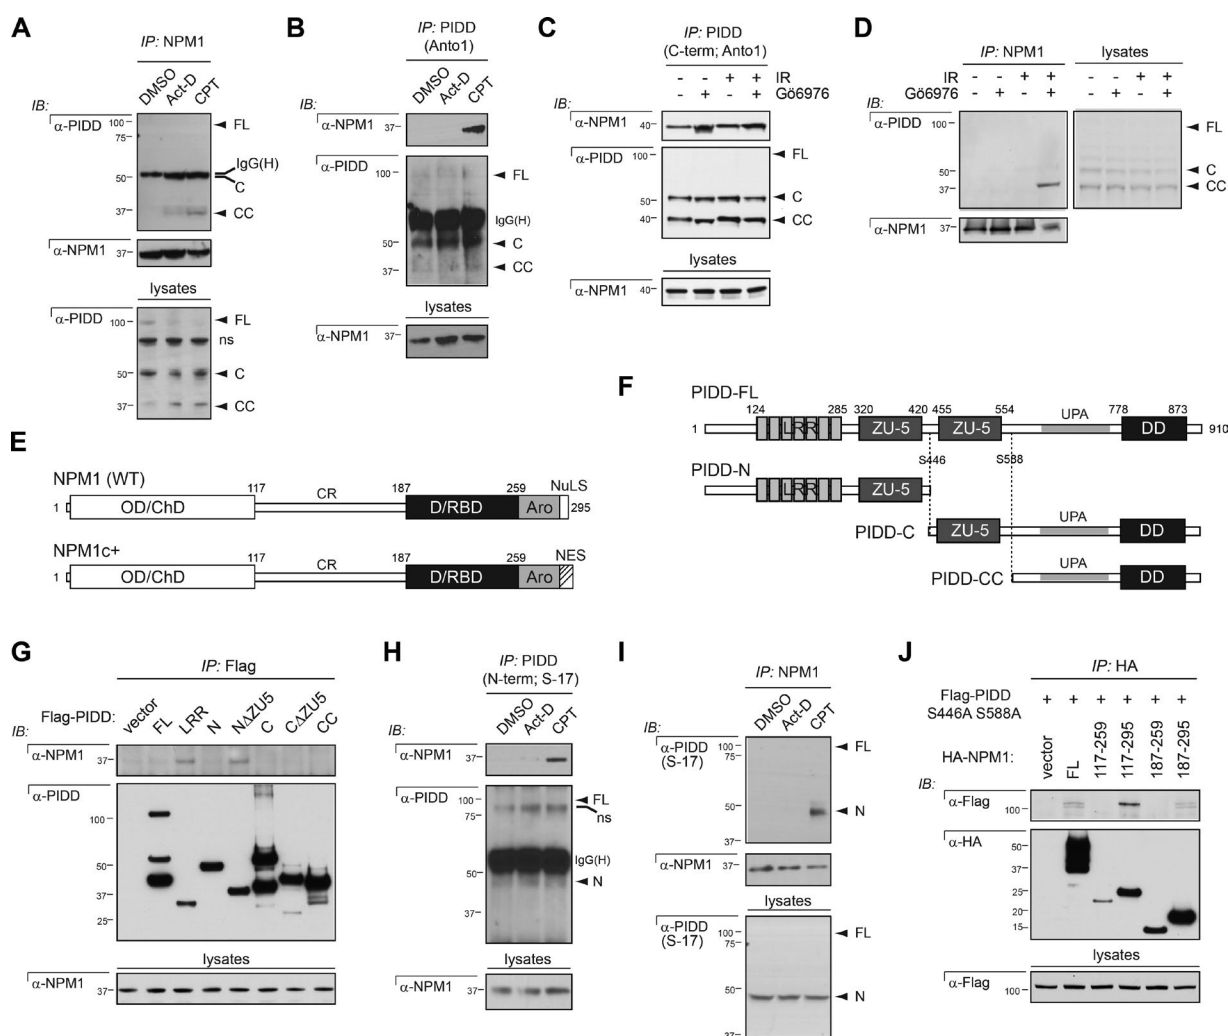 A
IP: NPM1
DMSO
Act-D
CPT
IB:
α-PIDD
100
75
50
37
FL
IgG(H)
C
CC
α-NPM1
37
lysates
α-PIDD
100
50
37
FL
ns
C
CC
B
IP: PIDD
(Anto1)
DMSO
Act-D
CPT
IB:
α-NPM1
37
α-PIDD
100
50
37
FL
IgG(H)
C
CC
lysates
α-NPM1
37
C
IP: PIDD
(C-term; Anto1)
- - + + IR
- + - + Gö6976
IB:
α-NPM1
40
α-PIDD
100
50
40
FL
C
CC
lysates
α-NPM1
40
D
IP: NPM1
lysates
IR - - + + - - + +
Gö6976 - + - + - + - +
IB:
α-PIDD
100
50
37
FL
C
CC
α-NPM1
37
E
NPM1 (WT)
117 187 259 NuLS
1 OD/ChD CR D/RBD Aro 295
NPM1c+
117 187 259 NES
1 OD/ChD CR D/RBD Aro
F
PIDD-FL
124 285 320 420 455 554 UPA 778 873
1 LRR ZU-5 ZU-5 DD 910
S446 S588
PIDD-N
LRR ZU-5
PIDD-C ZU-5 UPA DD
PIDD-CC UPA DD
G
IP: Flag
Flag-PIDD:
vector
FL
LRR
N
NΔZU5
C
CΔZU5
CC
IB:
α-NPM1
37
α-PIDD
100
50
37
25
lysates
α-NPM1
37
H
IP: PIDD
(N-term; S-17)
DMSO
Act-D
CPT
IB:
α-NPM1
37
α-PIDD
100
75
50
37
FL
ns
IgG(H)
N
lysates
α-NPM1
37
I
IP: NPM1
DMSO
Act-D
CPT
IB:
α-PIDD
(S-17)
100
75
50
37
FL
N
α-NPM1
37
lysates
α-PIDD
(S-17)
100
75
50
37
FL
N
J
IP: HA
Flag-PIDD
S446A S588A
+ + + + + +
HA-NPM1:
vector
FL
117-259
117-295
187-259
187-295
IB:
α-Flag
100
α-HA
50
37
25
20
15
lysates
α-Flag
100